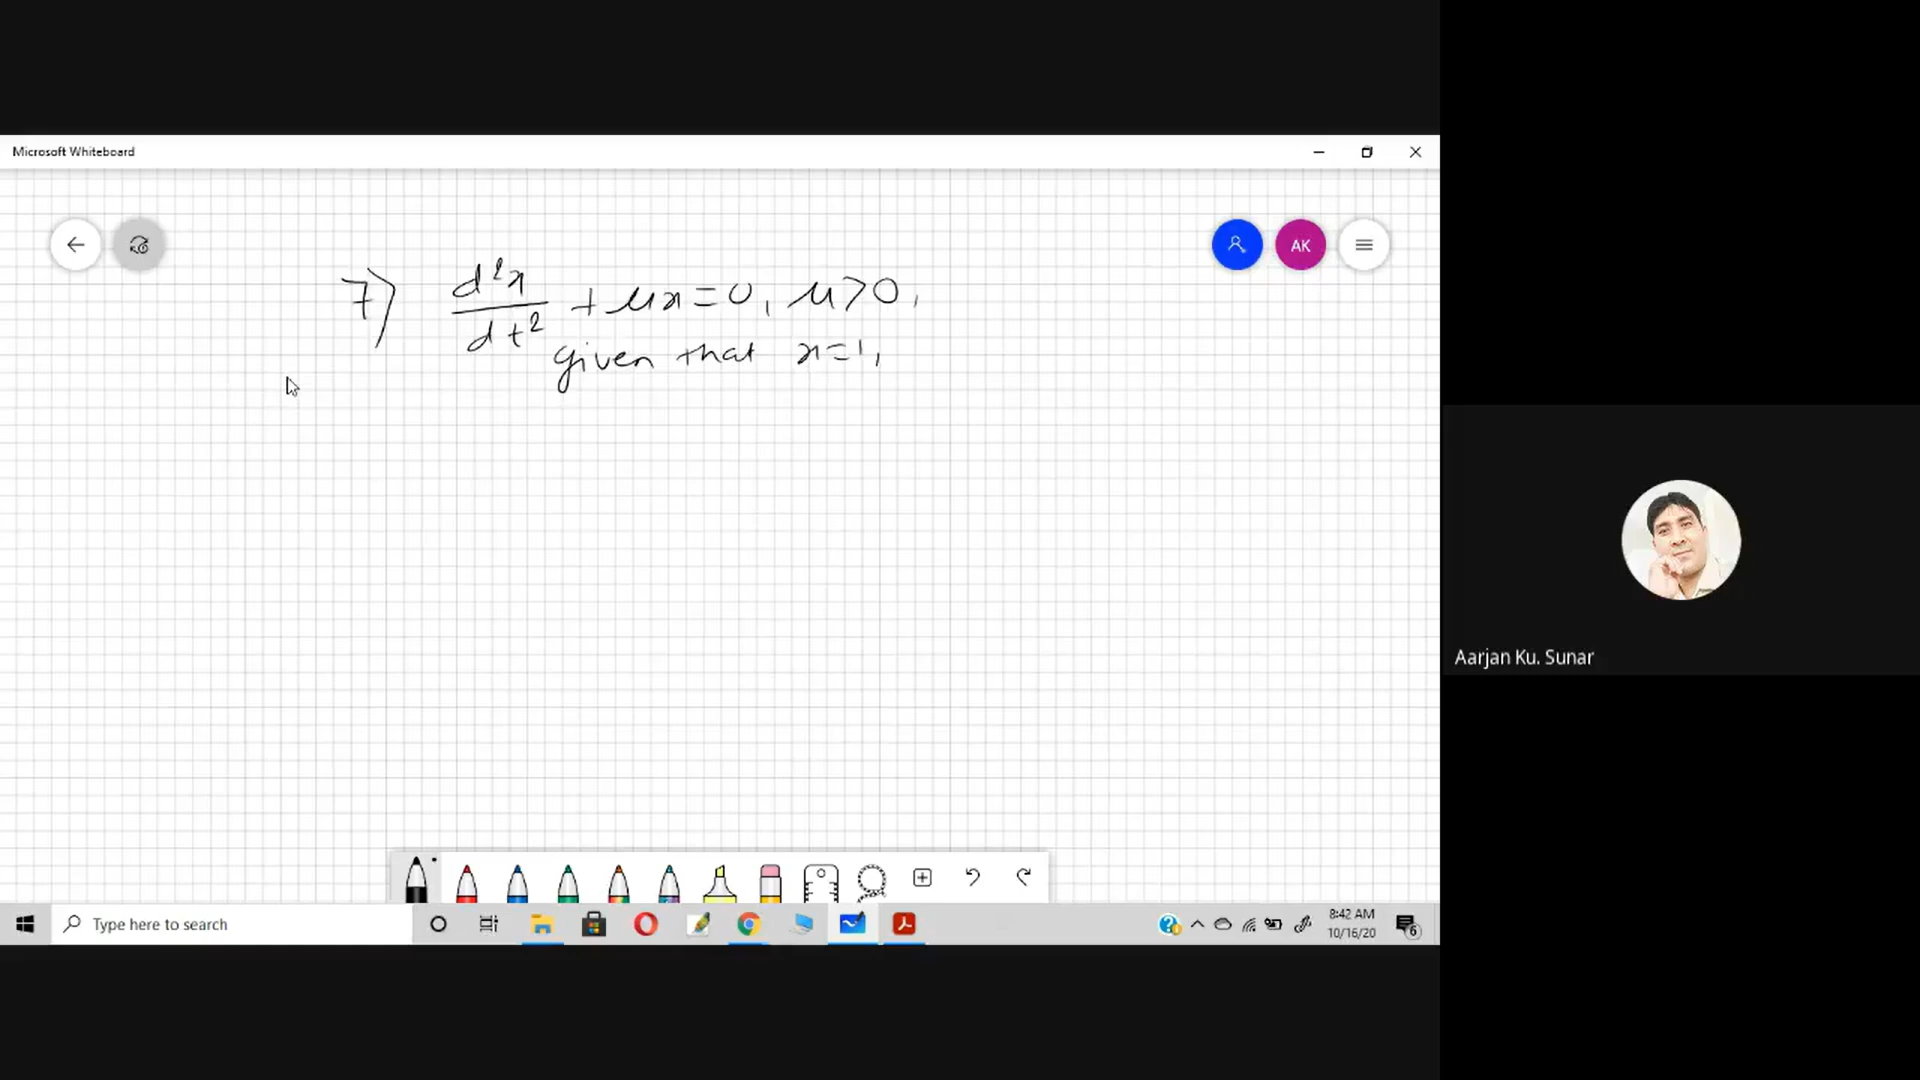 Microsoft Whiteboard
AK
7) d²x/dt² + μx = 0, μ > 0,
given that x = 1,
Aarjan Ku. Sunar
Type here to search
8:42 AM
10/16/20
6